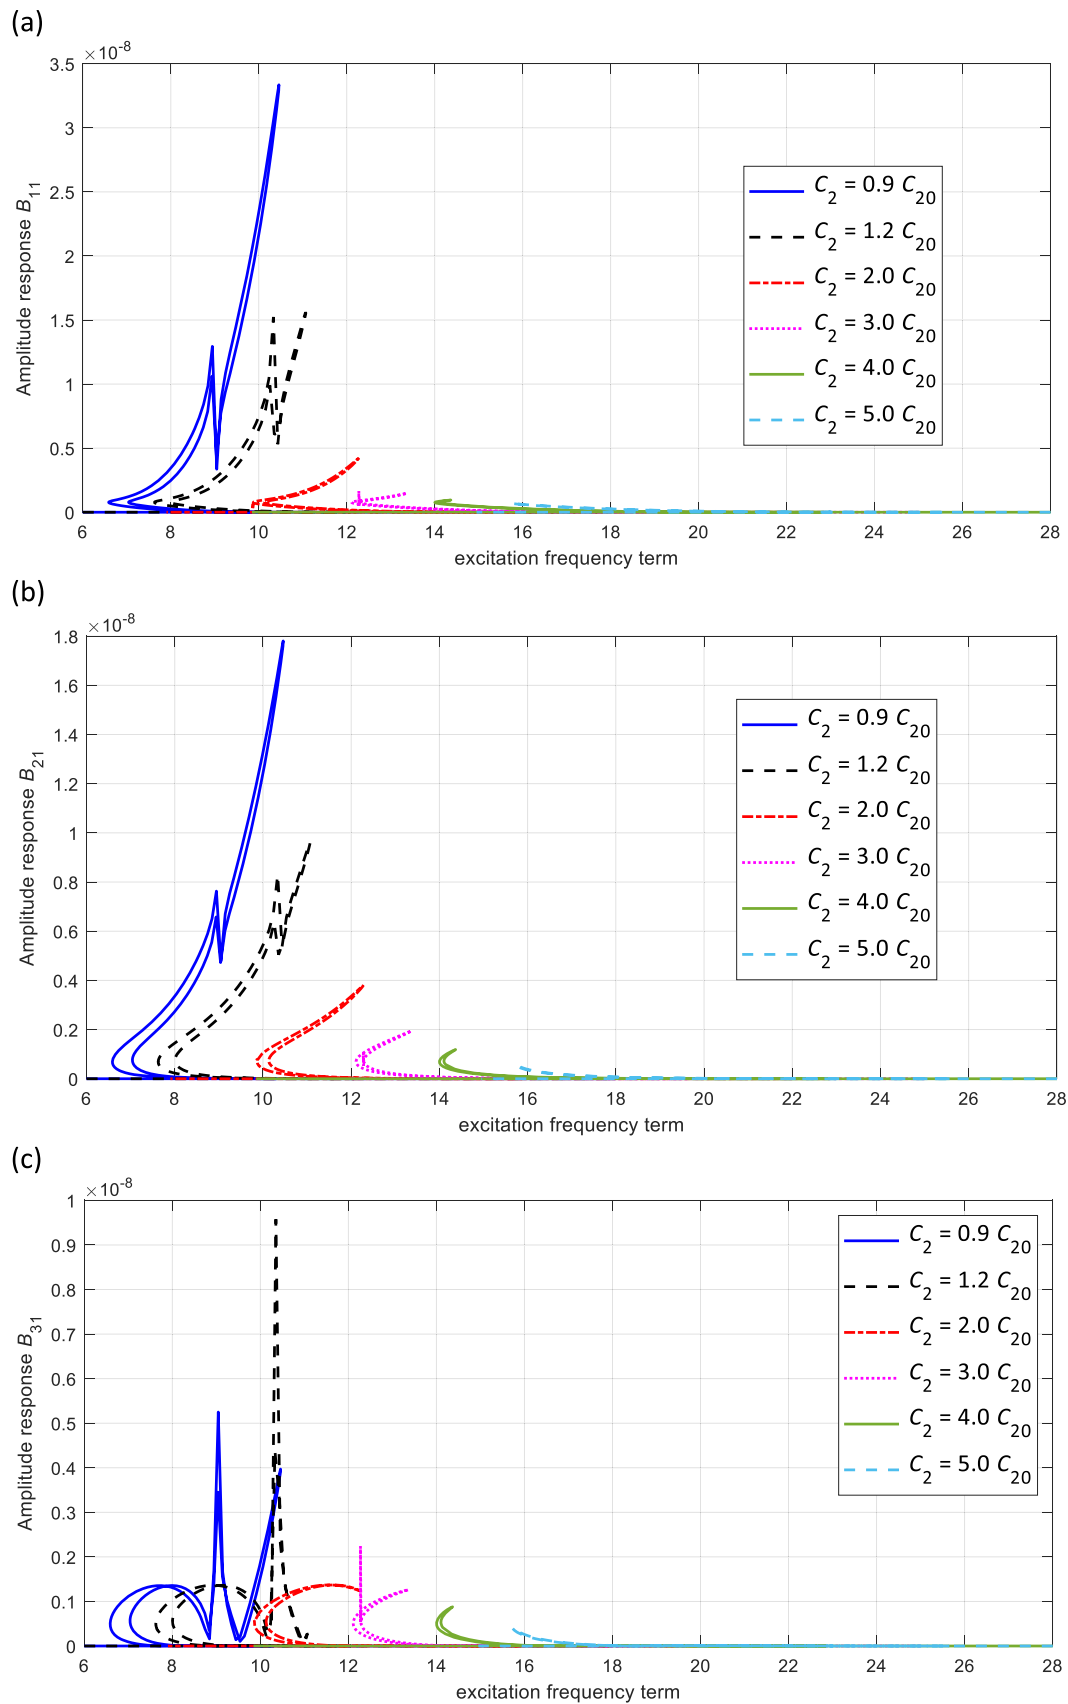 (a)
×10-8
3.5
3
2.5
2
1.5
1
0.5
0
Amplitude response B11
6 8 10 12 14 16 18 20 22 24 26 28
excitation frequency term
C2 = 0.9 C20
C2 = 1.2 C20
C2 = 2.0 C20
C2 = 3.0 C20
C2 = 4.0 C20
C2 = 5.0 C20
(b)
×10-8
1.8
1.6
1.4
1.2
1
0.8
0.6
0.4
0.2
0
Amplitude response B21
6 8 10 12 14 16 18 20 22 24 26 28
excitation frequency term
C2 = 0.9 C20
C2 = 1.2 C20
C2 = 2.0 C20
C2 = 3.0 C20
C2 = 4.0 C20
C2 = 5.0 C20
(c)
×10-8
1
0.9
0.8
0.7
0.6
0.5
0.4
0.3
0.2
0.1
0
Amplitude response B31
6 8 10 12 14 16 18 20 22 24 26 28
excitation frequency term
C2 = 0.9 C20
C2 = 1.2 C20
C2 = 2.0 C20
C2 = 3.0 C20
C2 = 4.0 C20
C2 = 5.0 C20